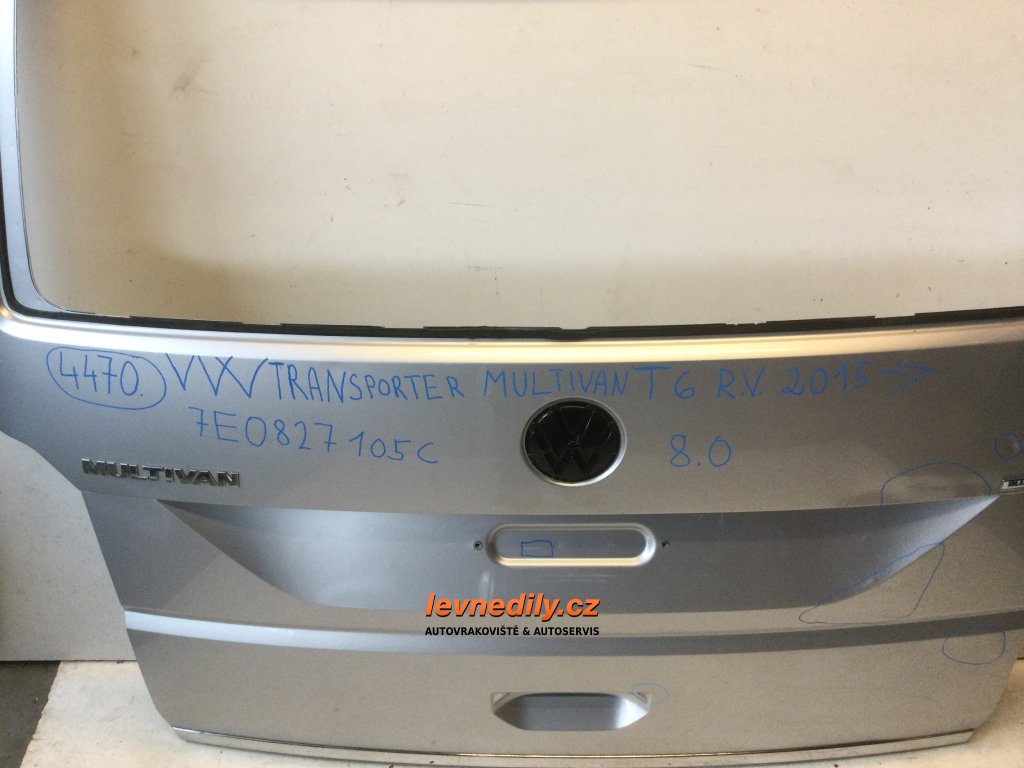 4470. VW TRANSPORTER MULTIVAN T6 R.V. 2015 ->
7E0827105C
8.0
MULTIVAN
levnedily.cz
AUTOVRAKOVIŠTĚ & AUTOSERVIS